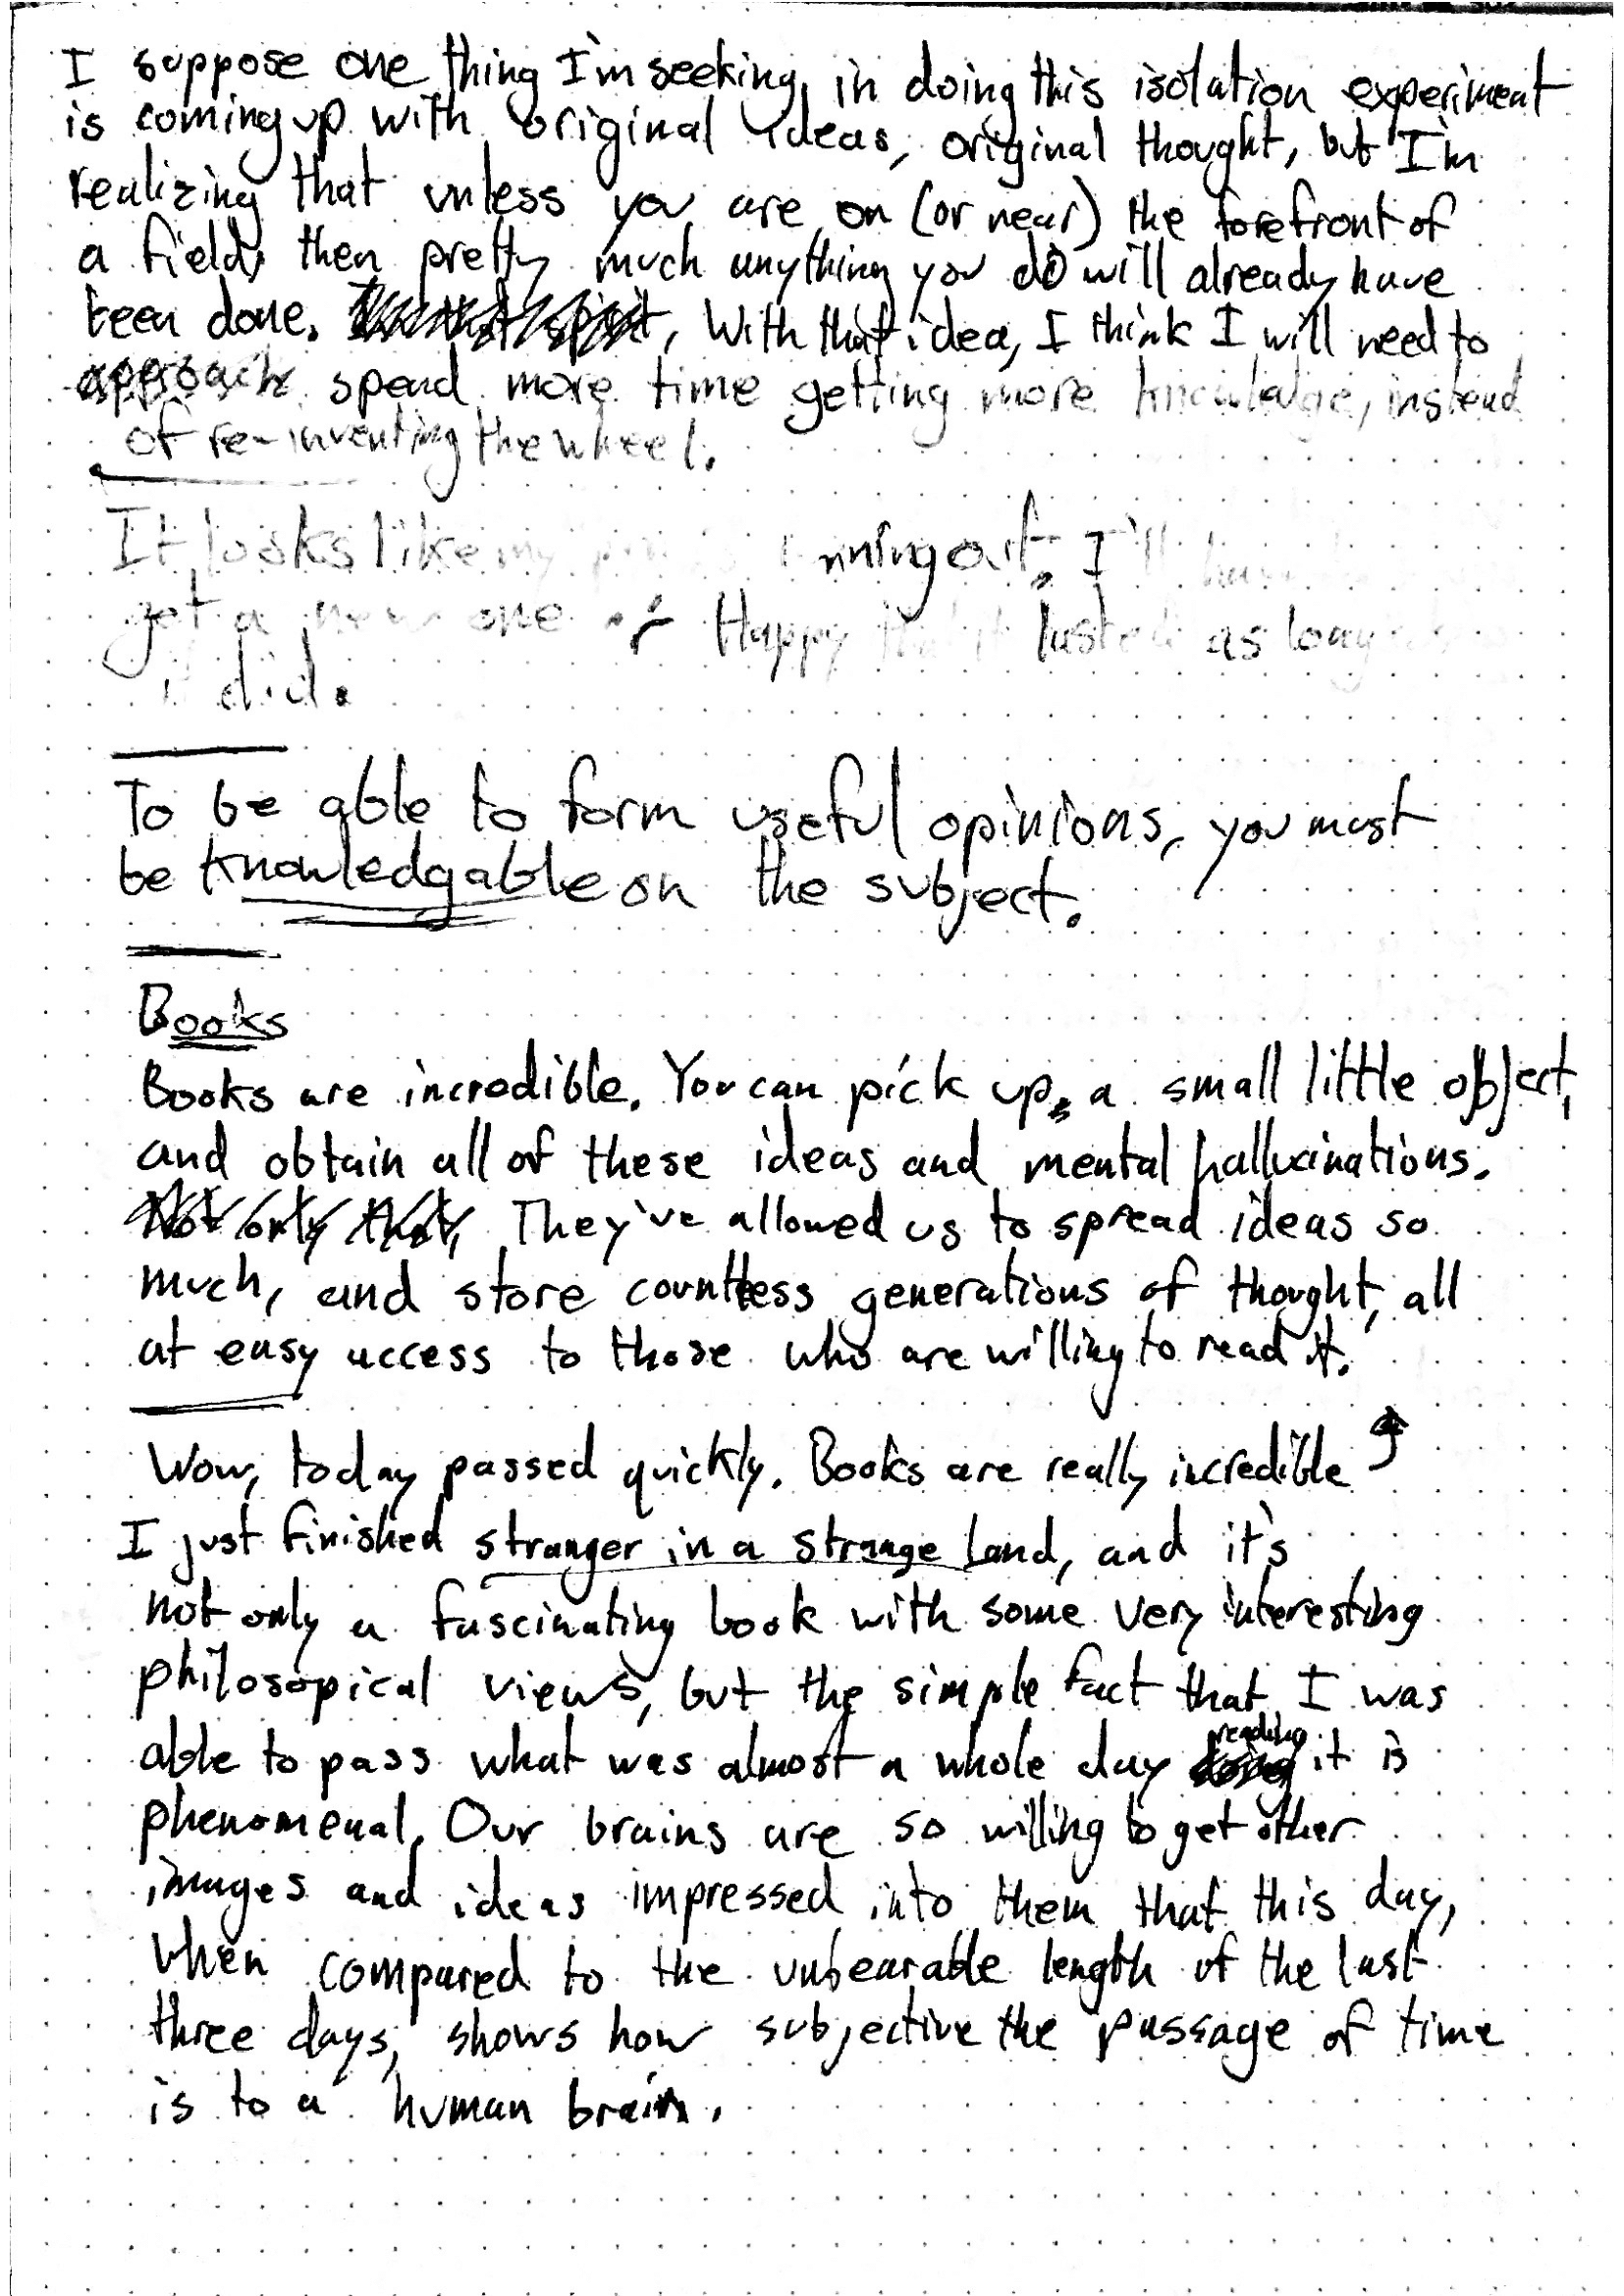 I suppose one thing I'm seeking, in doing this isolation experiment
is coming up with original ideas, original thought, but I'm
realizing that unless you are on (or near) the forefront of
a field, then pretty much anything you do will already have
been done. With that idea, I think I will need to
spend more time getting more knowledge, instead
of re-inventing the wheel.
It looks like my running out. I'll have
get a new one. Happy that it lasted as long
it did.
To be able to form useful opinions, you must
be knowledgable on the subject.
Books
Books are incredible. You can pick up a small little object,
and obtain all of these ideas and mental hallucinations.
Not only that, They've allowed us to spread ideas so
much, and store countless generations of thought, all
at easy access to those who are willing to read it.
Wow, today passed quickly. Books are really incredible
I just finished stranger in a strange land, and it's
not only a fascinating book with some very interesting
philosopical views, but the simple fact that I was
able to pass what was almost a whole day reading it is
phenomenal. Our brains are so willing to get other
images and ideas impressed into them that this day,
when compared to the unbearable length of the last
three days, shows how subjective the passage of time
is to a human brain.